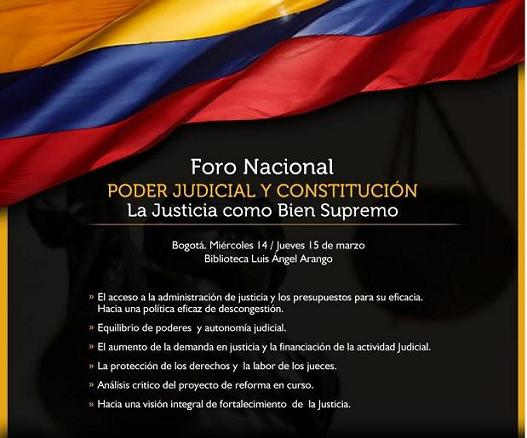 Foro Nacional
PODER JUDICIAL Y CONSTITUCIÓN
La Justicia como Bien Supremo
Bogotá. Miércoles 14 / Jueves 15 de marzo
Biblioteca Luis Ángel Arango
» El acceso a la administración de justicia y los presupuestos para su eficacia.
Hacia una política eficaz de descongestión.
» Equilibrio de poderes y autonomía judicial.
» El aumento de la demanda en justicia y la financiación de la actividad Judicial.
» La protección de los derechos y la labor de los jueces.
» Análisis critico del proyecto de reforma en curso.
» Hacia una visión integral de fortalecimiento de la Justicia.